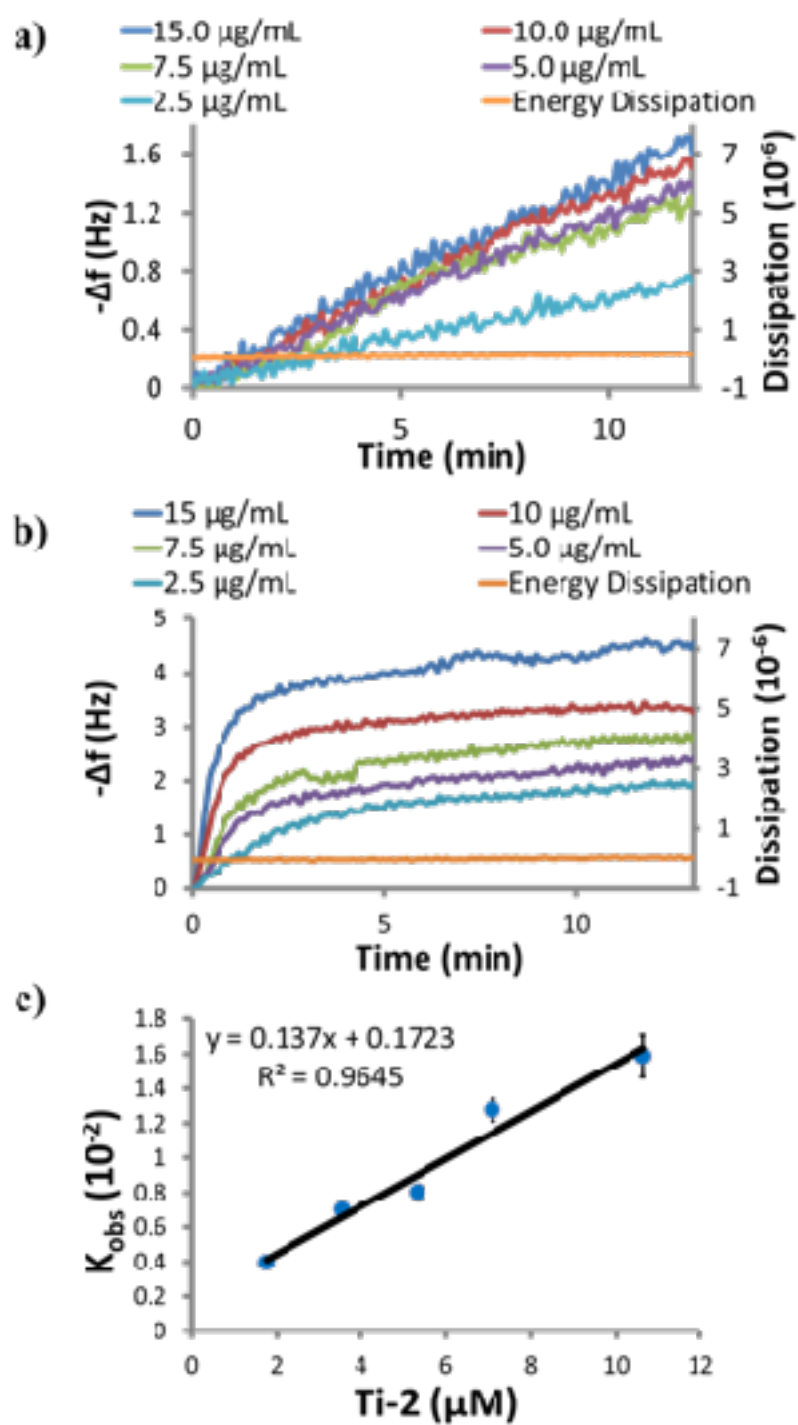 a)
15.0 µg/mL 10.0 µg/mL
7.5 µg/mL 5.0 µg/mL
2.5 µg/mL Energy Dissipation
1.6
1.2
0.8
0.4
0
-Δf (Hz)
7
5
3
1
-1
Dissipation (10⁻⁶)
0 5 10
Time (min)
b)
15 µg/mL 10 µg/mL
7.5 µg/mL 5.0 µg/mL
2.5 µg/mL Energy Dissipation
5
4
3
2
1
0
-Δf (Hz)
7
5
3
1
-1
Dissipation (10⁻⁶)
0 5 10
Time (min)
c)
y = 0.137x + 0.1723
R² = 0.9645
1.8
1.6
1.4
1.2
1
0.8
0.6
0.4
0.2
0
K_obs (10⁻²)
0 2 4 6 8 10 12
Ti-2 (µM)